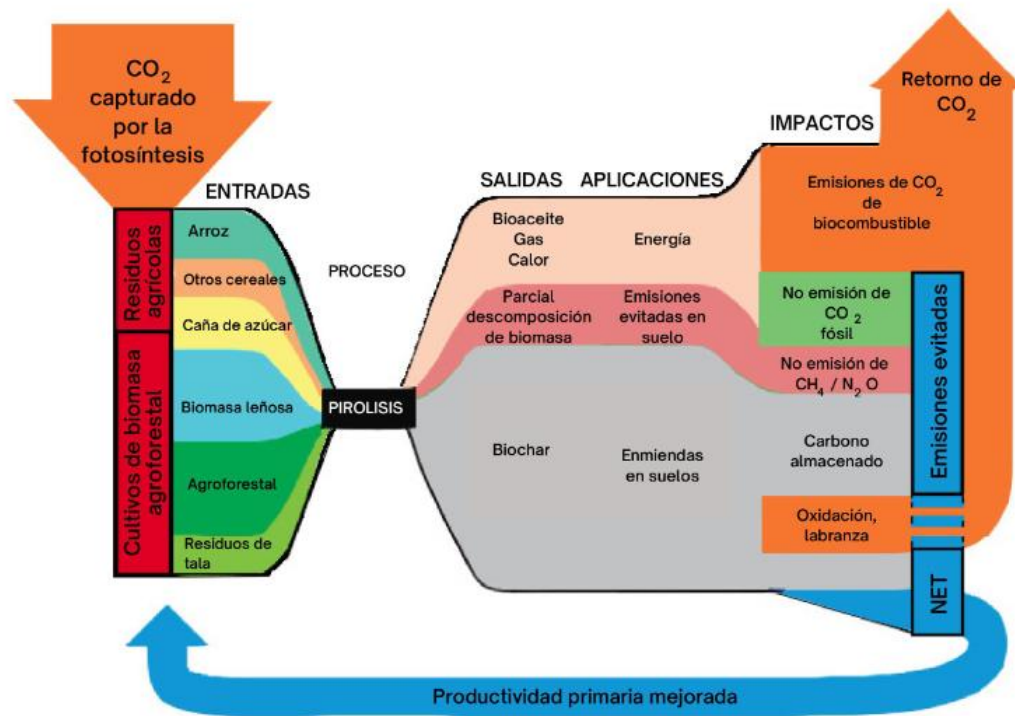 CO2
capturado
por la
fotosíntesis
Retorno de
CO2
ENTRADAS
PROCESO
SALIDAS
APLICACIONES
IMPACTOS
Residuos
agrícolas
Cultivos de biomasa
agroforestal
Arroz
Otros cereales
Caña de azúcar
Biomasa leñosa
Agroforestal
Residuos de
tala
PIROLISIS
Bioaceite
Gas
Calor
Energía
Emisiones de CO2
de
biocombustible
Parcial
descomposición
de biomasa
Emisiones
evitadas en
suelo
No emisión de
CO2
fósil
No emisión de
CH4 / N2 O
Biochar
Enmiendas
en suelos
Carbono
almacenado
Oxidación,
labranza
Emisiones evitadas
NET
Productividad primaria mejorada